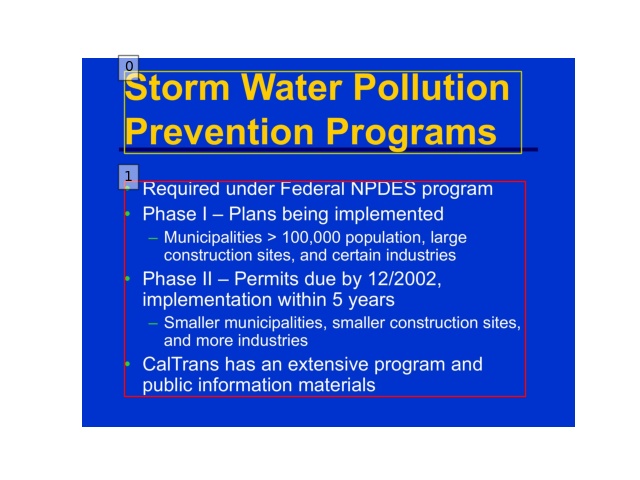 0
Storm Water Pollution
Prevention Programs
1
• Required under Federal NPDES program
• Phase I – Plans being implemented
– Municipalities > 100,000 population, large
construction sites, and certain industries
• Phase II – Permits due by 12/2002,
implementation within 5 years
– Smaller municipalities, smaller construction sites,
and more industries
• CalTrans has an extensive program and
public information materials